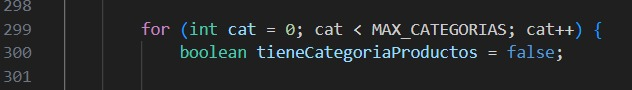 298
299 for (int cat = 0; cat < MAX_CATEGORIAS; cat++) {
300 boolean tieneCategoriaProductos = false;
301